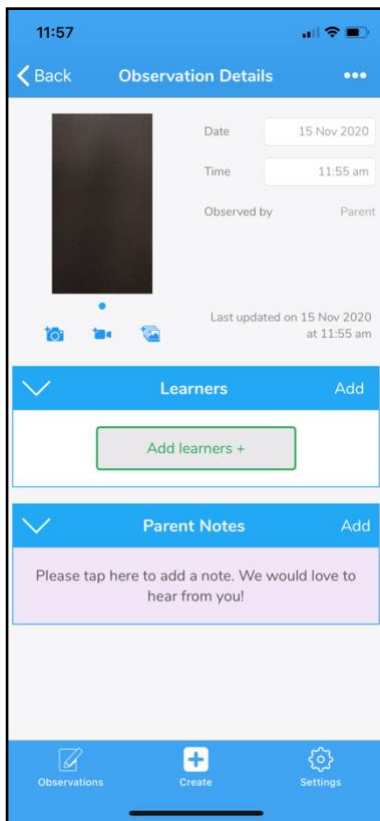 11:57
Back Observation Details
Date 15 Nov 2020
Time 11:55 am
Observed by Parent
Last updated on 15 Nov 2020
at 11:55 am
Learners Add
Add learners +
Parent Notes Add
Please tap here to add a note. We would love to
hear from you!
Observations Create Settings